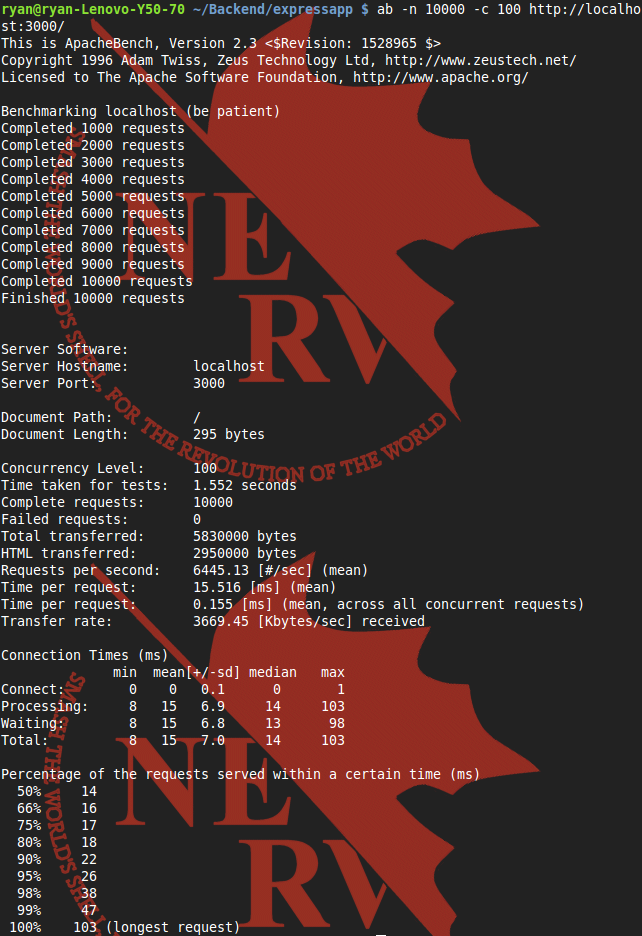 ryan@ryan-Lenovo-Y50-70 ~/Backend/expressapp $ ab -n 10000 -c 100 http://localho
st:3000/
This is ApacheBench, Version 2.3 <$Revision: 1528965 $>
Copyright 1996 Adam Twiss, Zeus Technology Ltd, http://www.zeustech.net/
Licensed to The Apache Software Foundation, http://www.apache.org/

Benchmarking localhost (be patient)
Completed 1000 requests
Completed 2000 requests
Completed 3000 requests
Completed 4000 requests
Completed 5000 requests
Completed 6000 requests
Completed 7000 requests
Completed 8000 requests
Completed 9000 requests
Completed 10000 requests
Finished 10000 requests

Server Software:
Server Hostname:        localhost
Server Port:            3000

Document Path:          /
Document Length:        295 bytes

Concurrency Level:      100
Time taken for tests:   1.552 seconds
Complete requests:      10000
Failed requests:        0
Total transferred:      5830000 bytes
HTML transferred:       2950000 bytes
Requests per second:    6445.13 [#/sec] (mean)
Time per request:       15.516 [ms] (mean)
Time per request:       0.155 [ms] (mean, across all concurrent requests)
Transfer rate:          3669.45 [Kbytes/sec] received

Connection Times (ms)
              min  mean[+/-sd] median   max
Connect:        0    0   0.1      0       1
Processing:     8   15   6.9     14     103
Waiting:        8   15   6.8     13      98
Total:          8   15   7.0     14     103

Percentage of the requests served within a certain time (ms)
  50%     14
  66%     16
  75%     17
  80%     18
  90%     22
  95%     26
  98%     38
  99%     47
 100%    103 (longest request)
NERV
SMASH THE WORLD'S SHELL, FOR THE REVOLUTION OF THE WORLD
NERV
SMASH THE WORLD'S